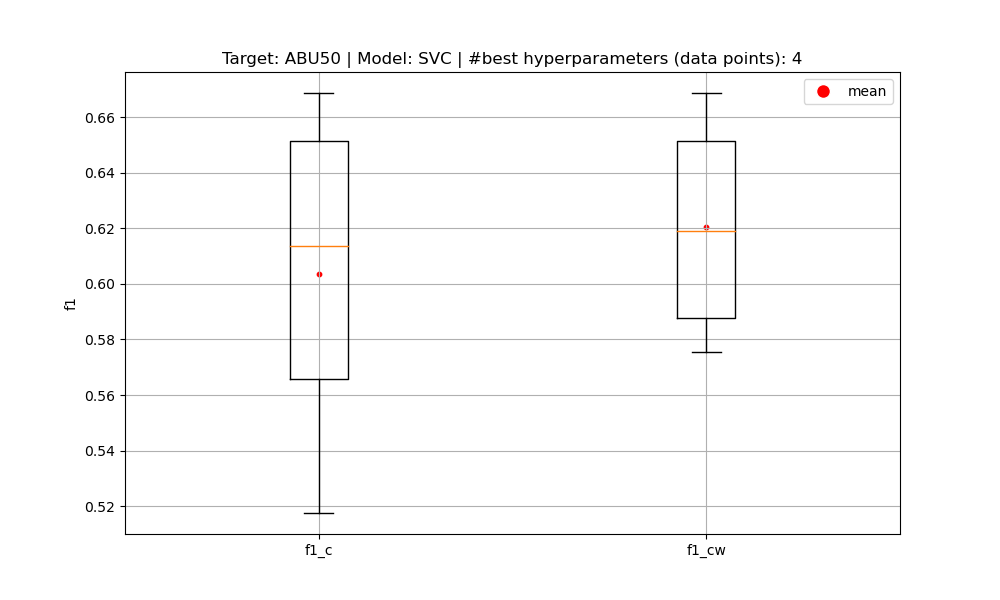 Target: ABU50 | Model: SVC | #best hyperparameters (data points): 4
mean
0.66
0.64
0.62
0.60
0.58
0.56
0.54
0.52
f1
f1_c
f1_cw